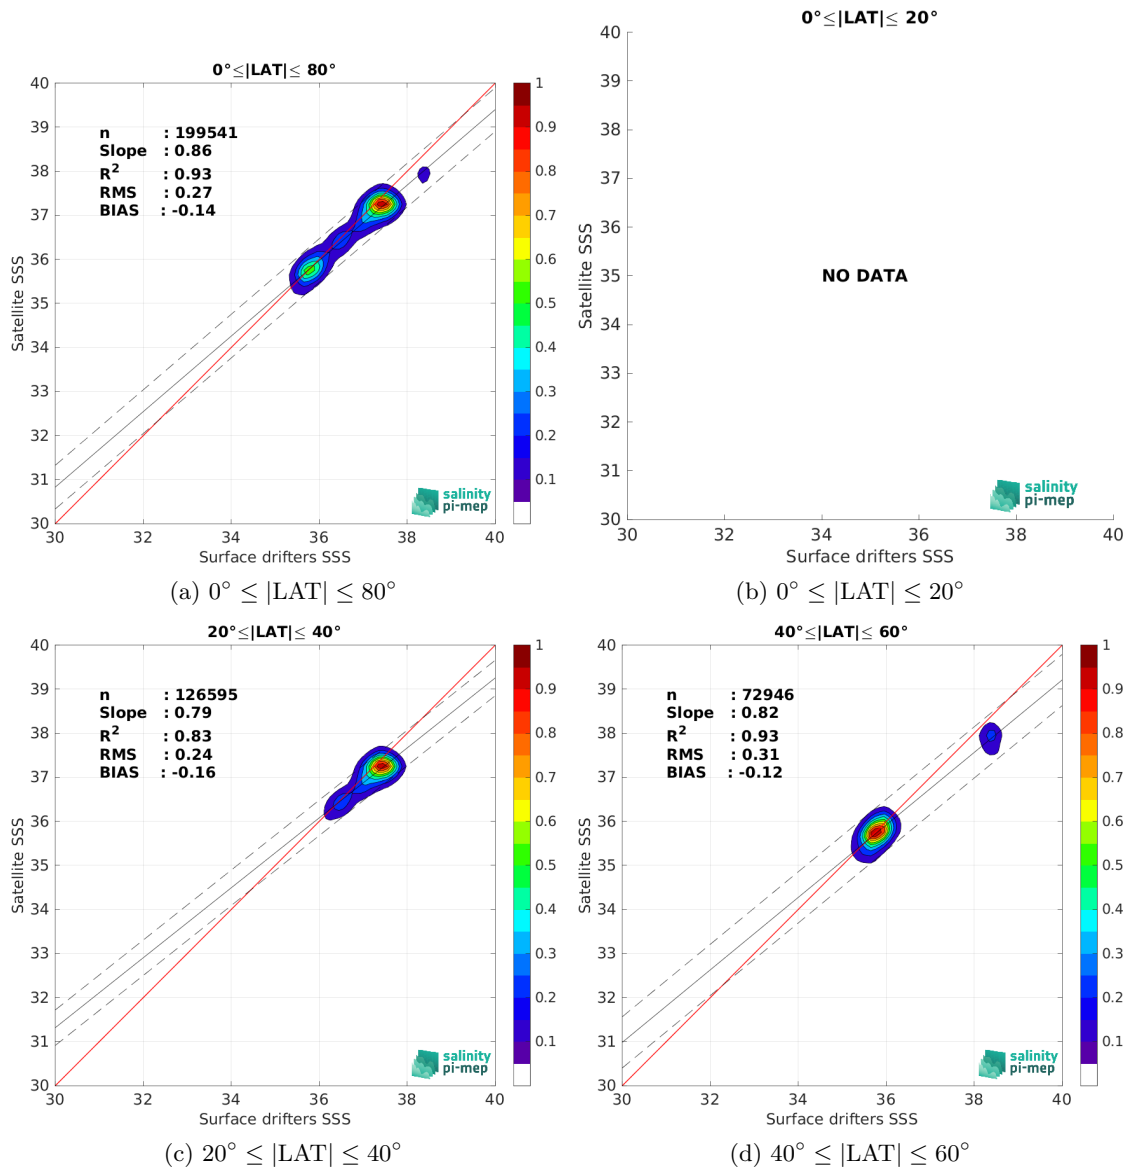 0°≤|LAT|≤ 80°
40
39
38
37
36
35
34
33
32
31
30
Satellite SSS
n : 199541
Slope : 0.86
R² : 0.93
RMS : 0.27
BIAS : -0.14
salinity
pi-mep
30 32 34 36 38 40
Surface drifters SSS
1
0.9
0.8
0.7
0.6
0.5
0.4
0.3
0.2
0.1
(a) 0° ≤ |LAT| ≤ 80°
0°≤|LAT|≤ 20°
40
39
38
37
36
35
34
33
32
31
30
Satellite SSS
NO DATA
salinity
pi-mep
30 32 34 36 38 40
Surface drifters SSS
(b) 0° ≤ |LAT| ≤ 20°
20°≤|LAT|≤ 40°
40
39
38
37
36
35
34
33
32
31
30
Satellite SSS
n : 126595
Slope : 0.79
R² : 0.83
RMS : 0.24
BIAS : -0.16
salinity
pi-mep
30 32 34 36 38 40
Surface drifters SSS
1
0.9
0.8
0.7
0.6
0.5
0.4
0.3
0.2
0.1
(c) 20° ≤ |LAT| ≤ 40°
40°≤|LAT|≤ 60°
40
39
38
37
36
35
34
33
32
31
30
Satellite SSS
n : 72946
Slope : 0.82
R² : 0.93
RMS : 0.31
BIAS : -0.12
salinity
pi-mep
30 32 34 36 38 40
Surface drifters SSS
1
0.9
0.8
0.7
0.6
0.5
0.4
0.3
0.2
0.1
(d) 40° ≤ |LAT| ≤ 60°